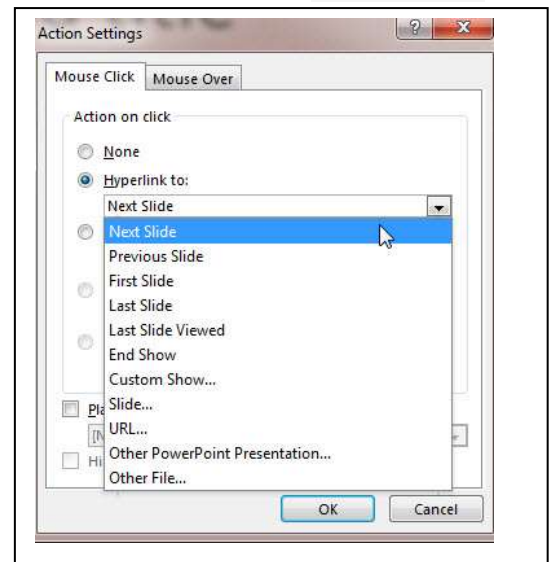 Action Settings
Mouse Click Mouse Over
Action on click
None
Hyperlink to:
Next Slide
Next Slide
Previous Slide
First Slide
Last Slide
Last Slide Viewed
End Show
Custom Show...
Slide...
URL...
Other PowerPoint Presentation...
Other File...
OK Cancel